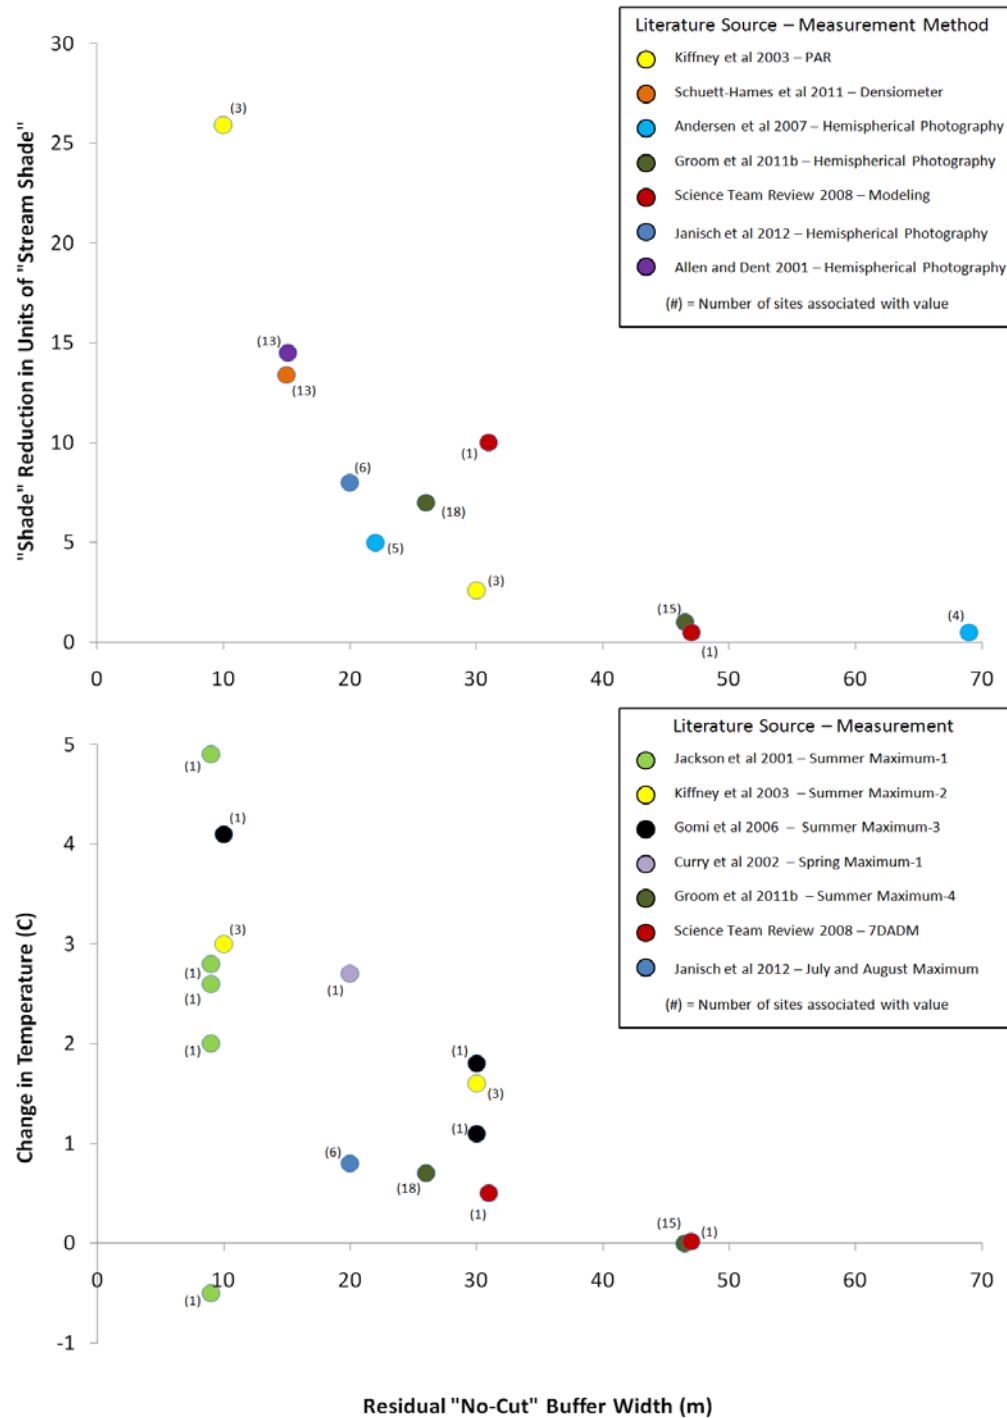 Literature Source – Measurement Method
Kiffney et al 2003 – PAR
Schuett-Hames et al 2011 – Densiometer
Andersen et al 2007 – Hemispherical Photography
Groom et al 2011b – Hemispherical Photography
Science Team Review 2008 – Modeling
Janisch et al 2012 – Hemispherical Photography
Allen and Dent 2001 – Hemispherical Photography
(#) = Number of sites associated with value
"Shade" Reduction in Units of "Stream Shade"
30
25
20
15
10
5
0
(3)
(13)
(13)
(6)
(1)
(18)
(5)
(3)
(15)
(1)
(4)
0 10 20 30 40 50 60 70
Literature Source – Measurement
Jackson et al 2001 – Summer Maximum-1
Kiffney et al 2003 – Summer Maximum-2
Gomi et al 2006 – Summer Maximum-3
Curry et al 2002 – Spring Maximum-1
Groom et al 2011b – Summer Maximum-4
Science Team Review 2008 – 7DADM
Janisch et al 2012 – July and August Maximum
(#) = Number of sites associated with value
Change in Temperature (C)
5
4
3
2
1
0
-1
(1)
(1)
(3)
(1)
(1)
(1)
(1)
(1)
(3)
(1)
(6)
(18)
(1)
(15)
(1)
(1)
0 10 20 30 40 50 60 70
Residual "No-Cut" Buffer Width (m)